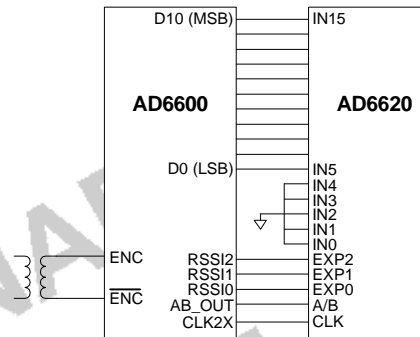 D10 (MSB) IN15
AD6600 AD6620
D0 (LSB) IN5
IN4
IN3
IN2
IN1
IN0
ENC RSSI2 EXP2
RSSI1 EXP1
ENC RSSI0 EXP0
AB_OUT A/B
CLK2X CLK